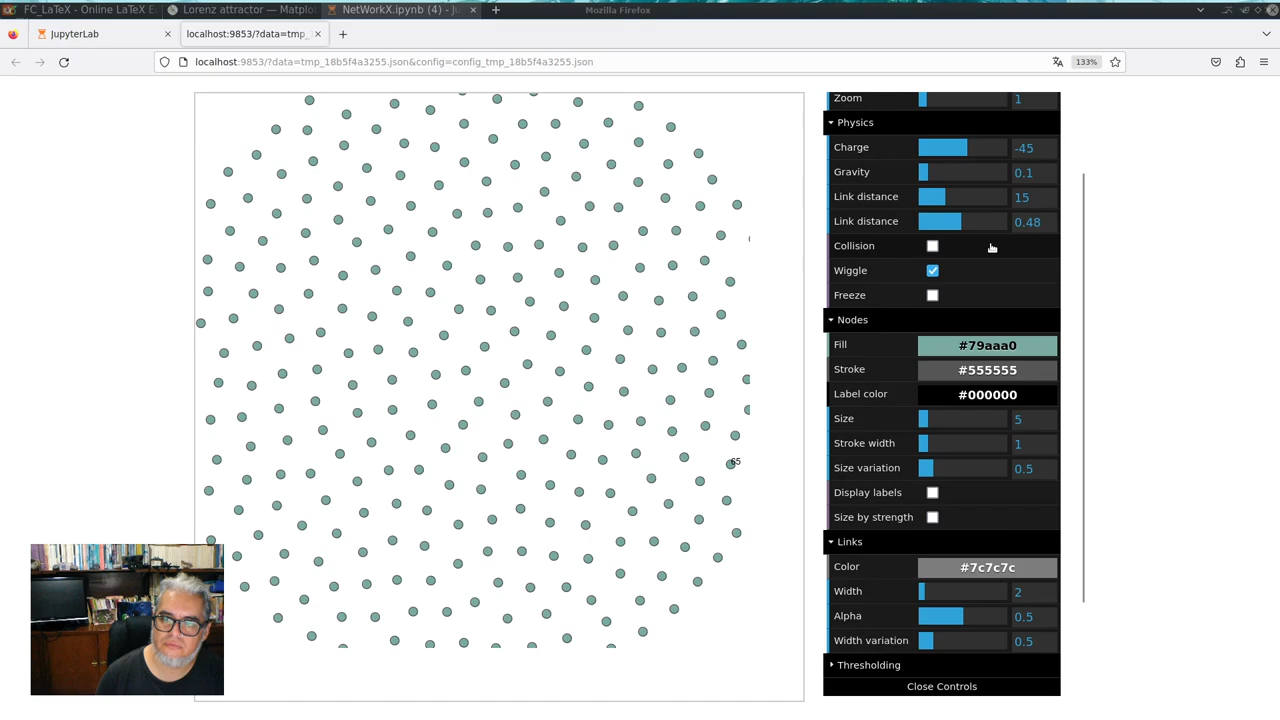 FC_LaTeX - Online LaTeX E
Lorenz attractor — Matplo
NetWorkX.ipynb (4) - Ju
Mozilla Firefox
JupyterLab
localhost:9853/?data=tmp_
localhost:9853/?data=tmp_18b5f4a3255.json&config=config_tmp_18b5f4a3255.json
133%
Zoom 1
Physics
Charge -45
Gravity 0.1
Link distance 15
Link distance 0.48
Collision
Wiggle
Freeze
Nodes
Fill #79aaa0
Stroke #555555
Label color #000000
Size 5
Stroke width 1
65
Size variation 0.5
Display labels
Size by strength
Links
Color #7c7c7c
Width 2
Alpha 0.5
Width variation 0.5
Thresholding
Close Controls